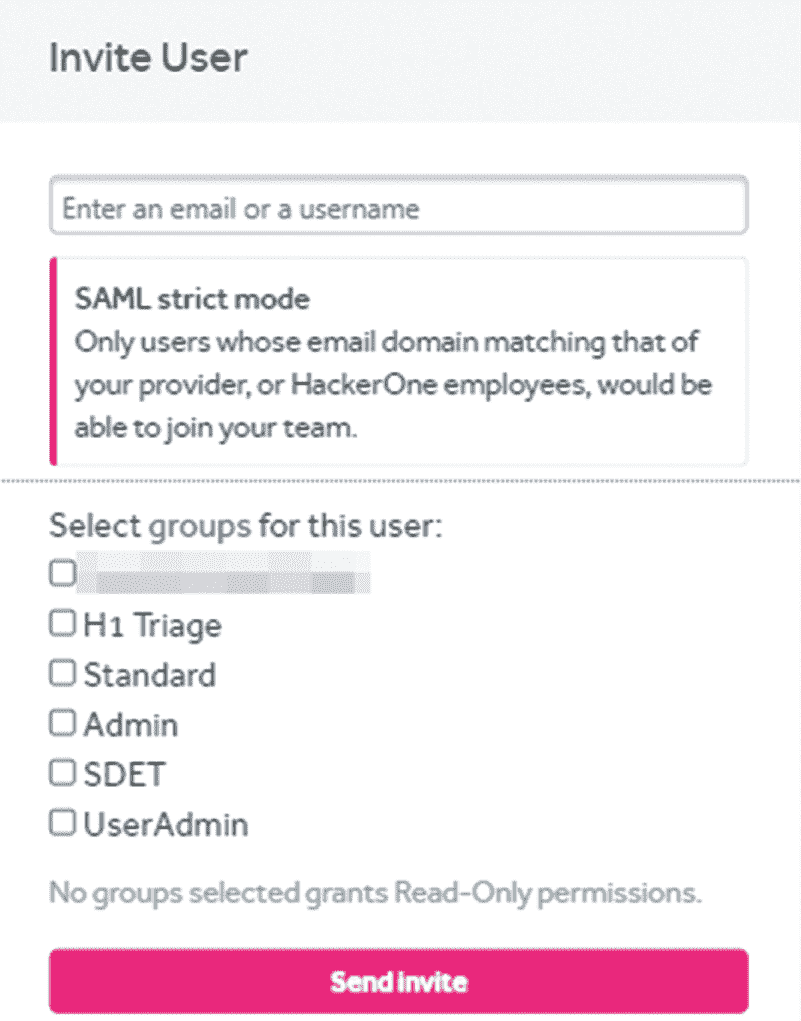 Invite User
Enter an email or a username
SAML strict mode
Only users whose email domain matching that of
your provider, or HackerOne employees, would be
able to join your team.
Select groups for this user:
H1 Triage
Standard
Admin
SDET
UserAdmin
No groups selected grants Read-Only permissions.
Send invite